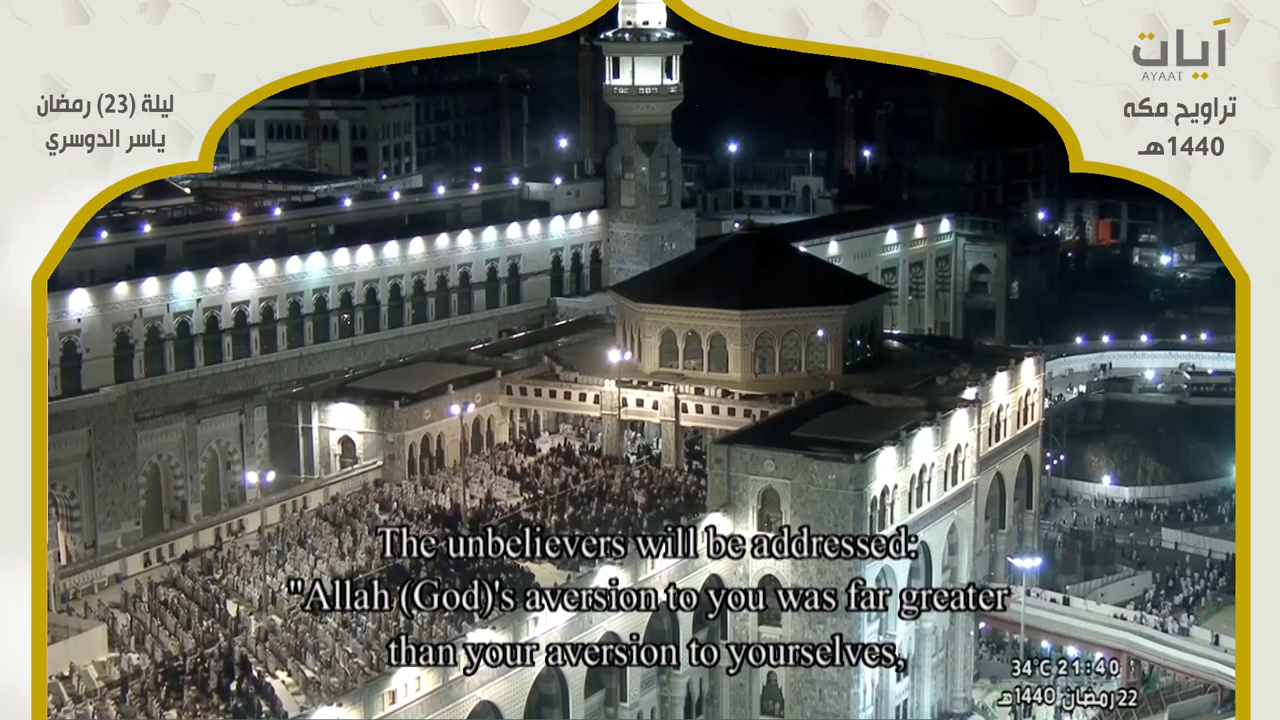 آيات
AYAAT
تراويح مكه
1440هـ
ليلة (23) رمضان
ياسر الدوسري
The unbelievers will be addressed:
"Allah (God)'s aversion to you was far greater
than your aversion to yourselves,
34°C 21:40
22 رمضان 1440هـ